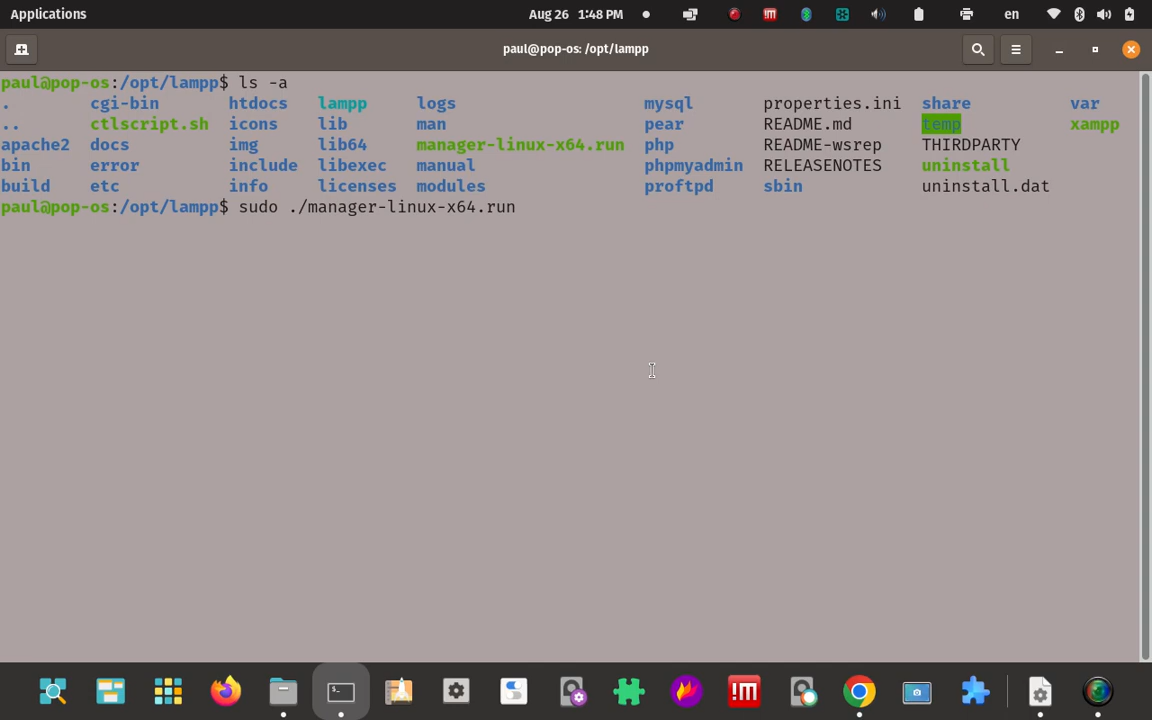 Applications Aug 26 1:48 PM en
paul@pop-os: /opt/lampp
paul@pop-os:/opt/lampp$ ls -a
. cgi-bin htdocs lampp logs mysql properties.ini share var
.. ctlscript.sh icons lib man pear README.md temp xampp
apache2 docs img lib64 manager-linux-x64.run php README-wsrep THIRDPARTY
bin error include libexec manual phpmyadmin RELEASENOTES uninstall
build etc info licenses modules proftpd sbin uninstall.dat
paul@pop-os:/opt/lampp$ sudo ./manager-linux-x64.run